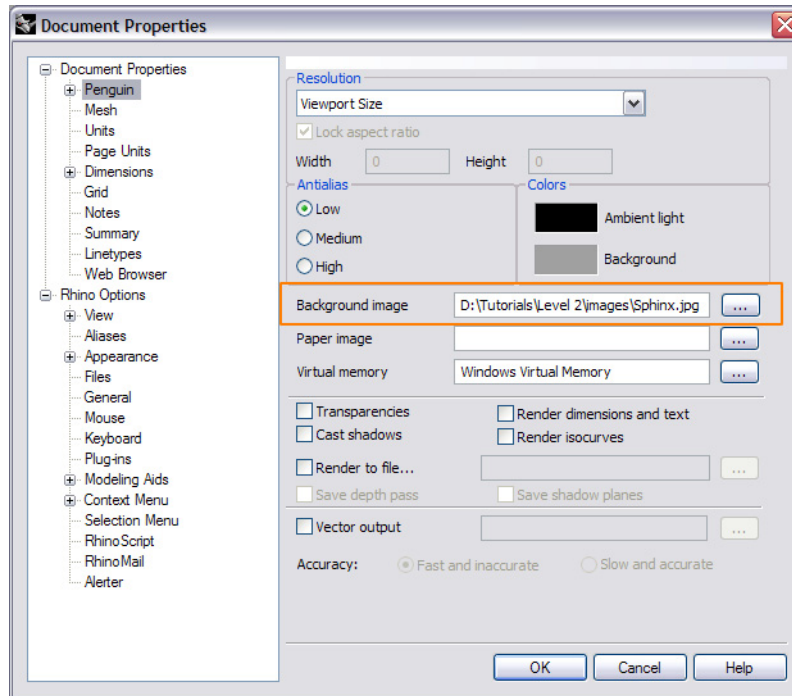 Document Properties
Document Properties
Penguin
Mesh
Units
Page Units
Dimensions
Grid
Notes
Summary
Linetypes
Web Browser
Rhino Options
View
Aliases
Appearance
Files
General
Mouse
Keyboard
Plug-ins
Modeling Aids
Context Menu
Selection Menu
RhinoScript
RhinoMail
Alerter
Resolution
Viewport Size
Lock aspect ratio
Width 0 Height 0
Antialias
Low
Medium
High
Colors
Ambient light
Background
Background image D:\Tutorials\Level 2\images\Sphinx.jpg ...
Paper image ...
Virtual memory Windows Virtual Memory ...
Transparencies Render dimensions and text
Cast shadows Render isocurves
Render to file... ...
Save depth pass Save shadow planes
Vector output ...
Accuracy: Fast and inaccurate Slow and accurate
OK Cancel Help